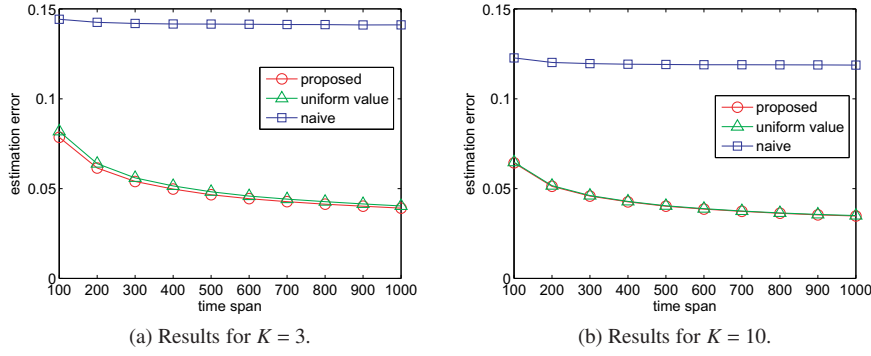 0.15
0.1
0.05
0
estimation error
100 200 300 400 500 600 700 800 900 1000
time span
proposed
uniform value
naive
(a) Results for K = 3.
0.15
0.1
0.05
0
estimation error
100 200 300 400 500 600 700 800 900 1000
time span
proposed
uniform value
naive
(b) Results for K = 10.